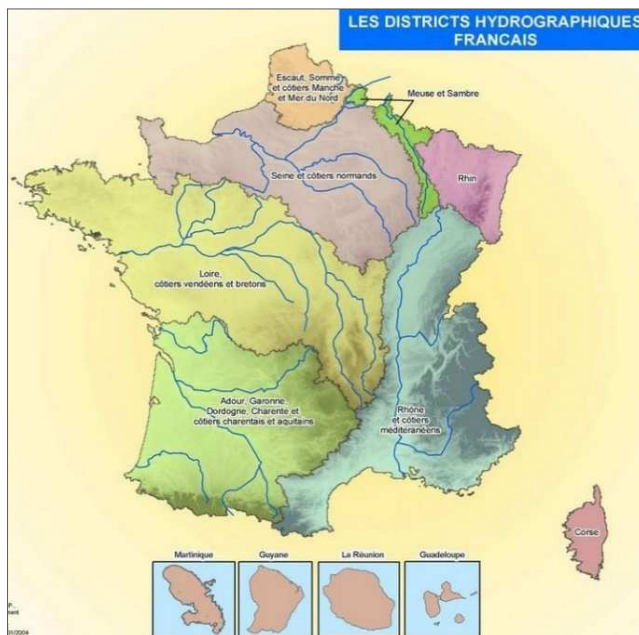 LES DISTRICTS HYDROGRAPHIQUES
FRANCAIS
Escaut, Somme
et côtiers Manche
et Mer du Nord
Meuse et Sambre
Seine et côtiers normands
Rhin
Loire,
côtiers vendéens et bretons
Adour, Garonne,
Dordogne, Charente et
côtiers charentais et aquitains
Rhône
et côtiers
méditeranéens
Corse
Martinique
Guyane
La Réunion
Guadeloupe